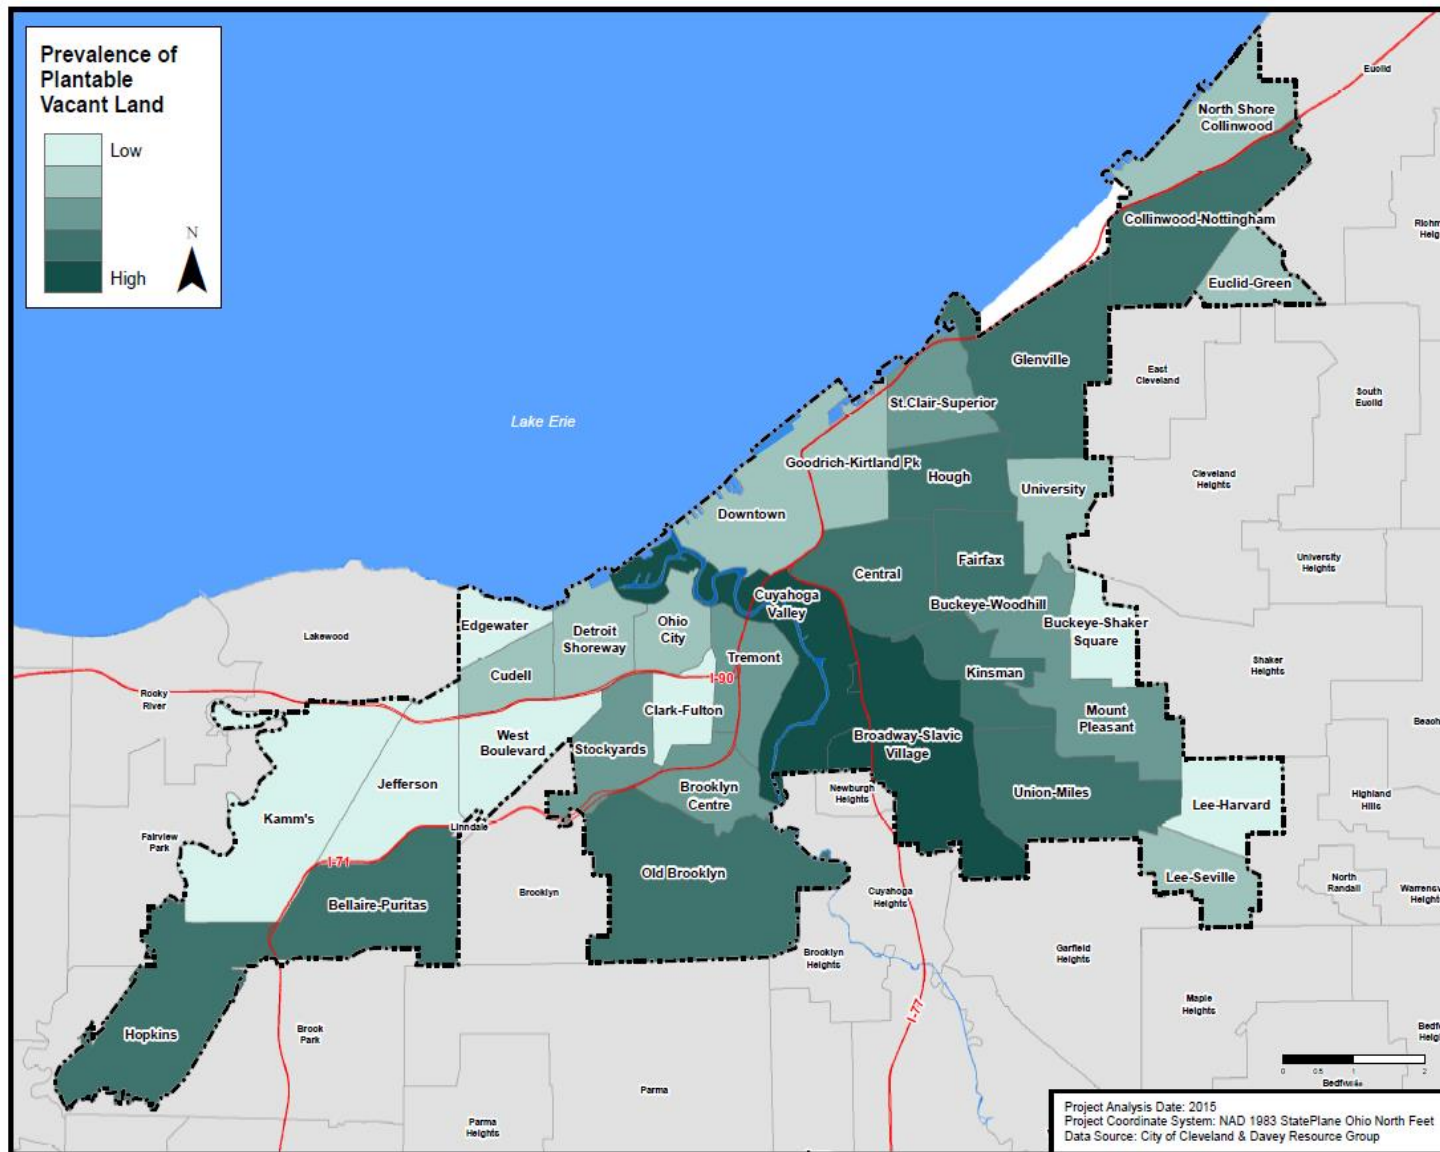 Prevalence of
Plantable
Vacant Land
Low
High
N
Euclid
North Shore
Collinwood
Collinwood-Nottingham
Euclid-Green
Glenville
East
Cleveland
South
Euclid
St.Clair-Superior
Lake Erie
Goodrich-Kirtland Pk
Hough
University
Cleveland
Heights
Downtown
University
Heights
Central
Fairfax
Cuyahoga
Valley
Buckeye-Woodhill
Buckeye-Shaker
Square
Edgewater
Lakewood
Detroit
Shoreway
Ohio
City
Tremont
Cudell
I-90
Kinsman
Shaker
Heights
Rocky
River
Clark-Fulton
Mount
Pleasant
West
Boulevard
Stockyards
Broadway-Slavic
Village
Jefferson
Brooklyn
Centre
Newburgh
Heights
Union-Miles
Lee-Harvard
Highland
Hills
Kamm's
Linndale
Fairview
Park
I-71
Old Brooklyn
Lee-Seville
North
Randall
Bellaire-Puritas
Brooklyn
Cuyahoga
Heights
Brooklyn
Heights
Garfield
Heights
Maple
Heights
I-77
Hopkins
Brook
Park
Parma
Parma
Heights
0 0.5 1 2
Project Analysis Date: 2015
Project Coordinate System: NAD 1983 StatePlane Ohio North Feet
Data Source: City of Cleveland & Davey Resource Group